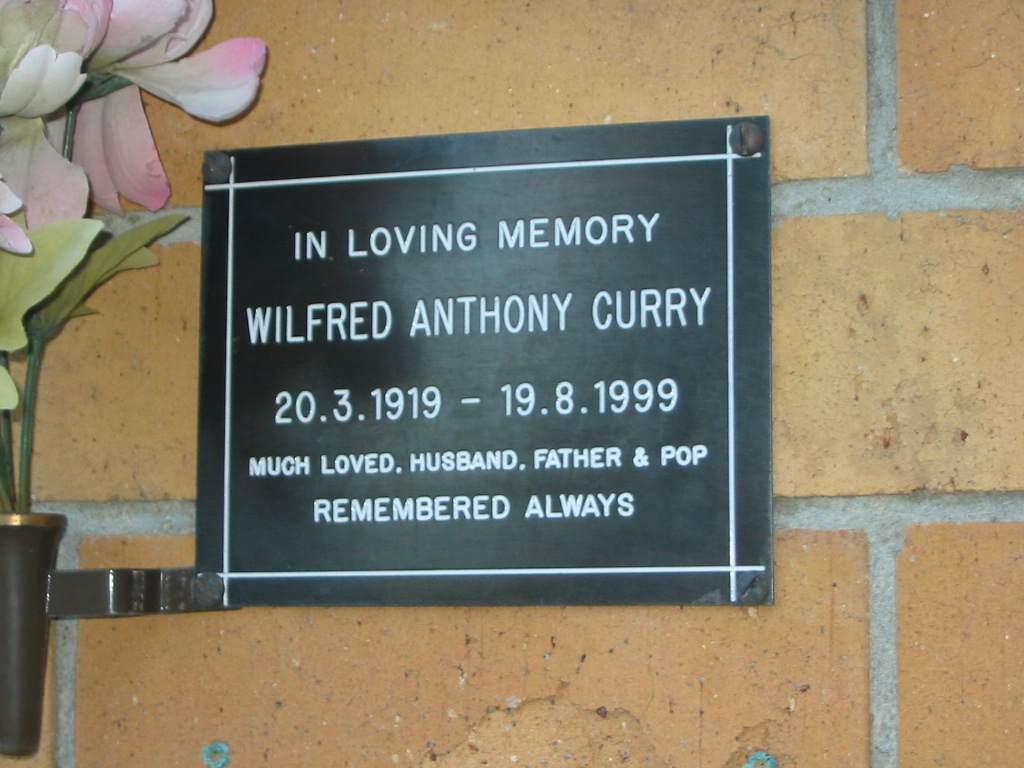 IN LOVING MEMORY
WILFRED ANTHONY CURRY
20.3.1919 - 19.8.1999
MUCH LOVED. HUSBAND. FATHER & POP
REMEMBERED ALWAYS